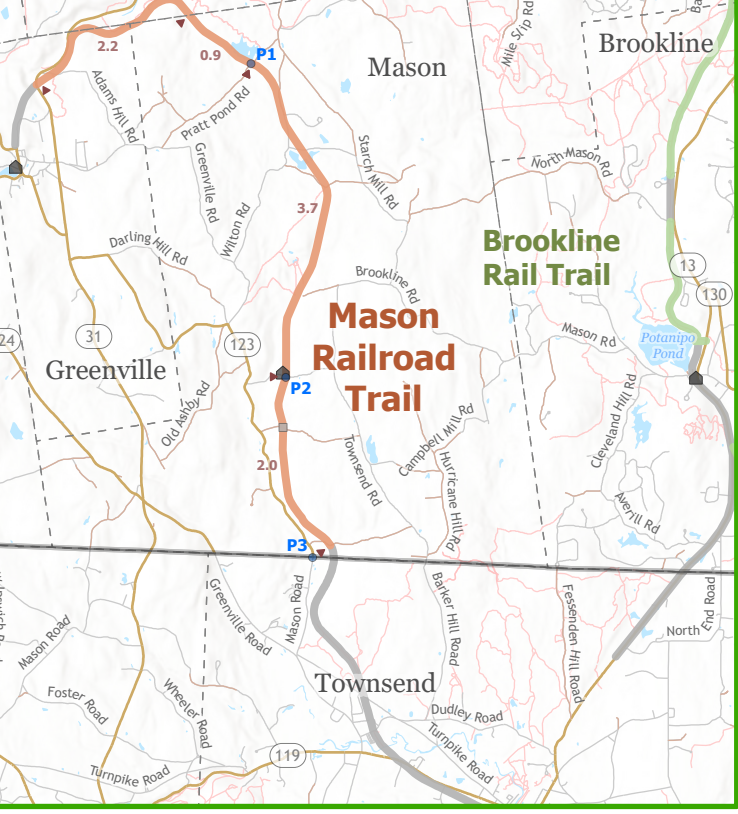 Mile Slip Rd
Brookline
2.2
0.9
P1
Mason
Adams Hill Rd
Pratt Pond Rd
Starch Mill Rd
North Mason Rd
Greenville Rd
Wilton Rd
3.7
Darling Hill Rd
Brookline
Rail Trail
13
130
Brookline Rd
Mason
Railroad
Trail
Mason Rd
Potanipo
Pond
24
31
123
Greenville
P2
Old Ashby Rd
Townsend Rd
Campbell Mill Rd
Hurricane Hill Rd
Cleveland Hill Rd
2.0
Averill Rd
P3
Mason Road
Greenville Road
Barker Hill Road
Fessenden Hill Road
North
End Road
Mason Road
Townsend
Foster Road
Wheeler Road
Dudley Road
Turnpike Road
119
Turnpike Road